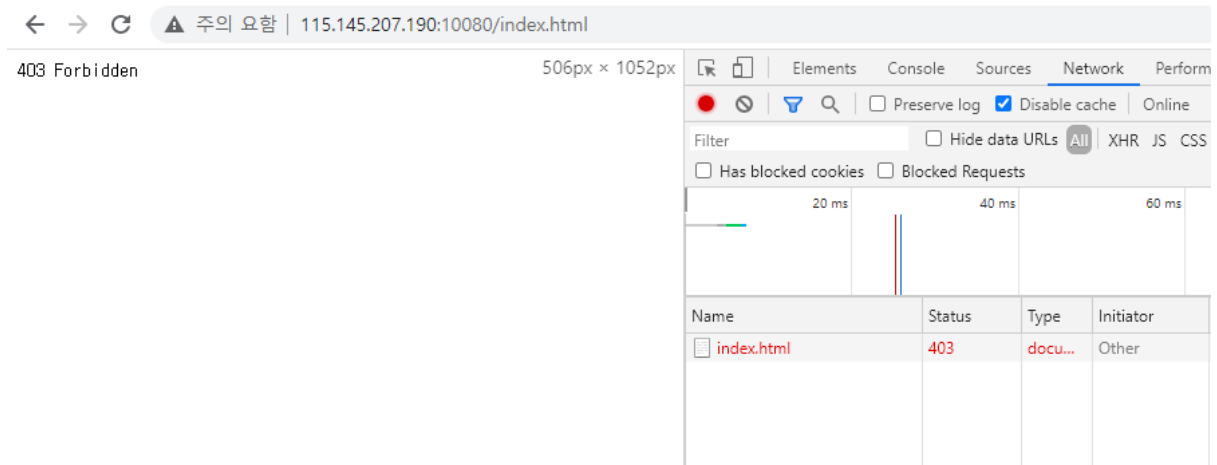 주의 요함 | 115.145.207.190:10080/index.html
403 Forbidden
506px × 1052px
Elements Console Sources Network Perform
Preserve log Disable cache Online
Filter Hide data URLs All XHR JS CSS
Has blocked cookies Blocked Requests
20 ms 40 ms 60 ms
Name Status Type Initiator
index.html 403 docu... Other